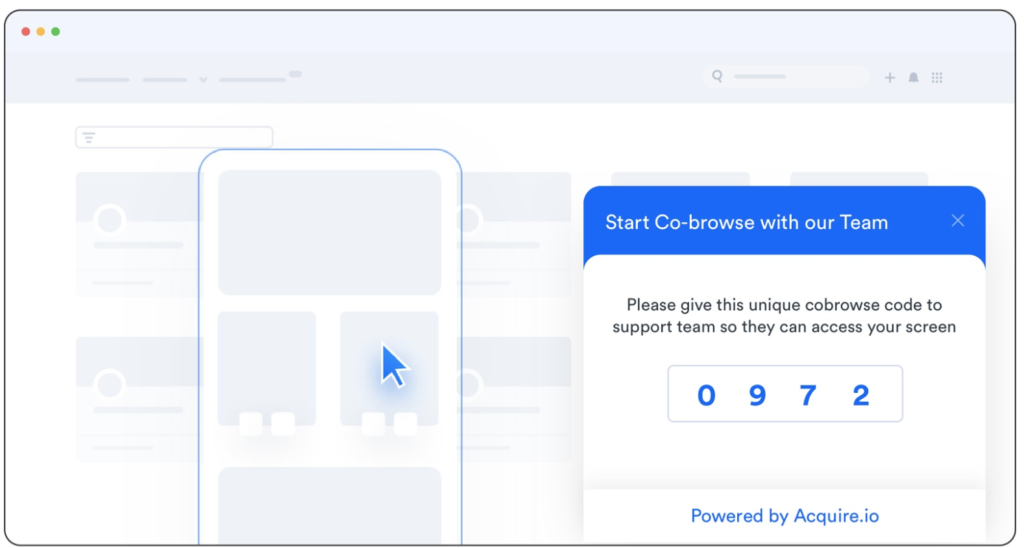 Start Co-browse with our Team
Please give this unique cobrowse code to
support team so they can access your screen
0 9 7 2
Powered by Acquire.io